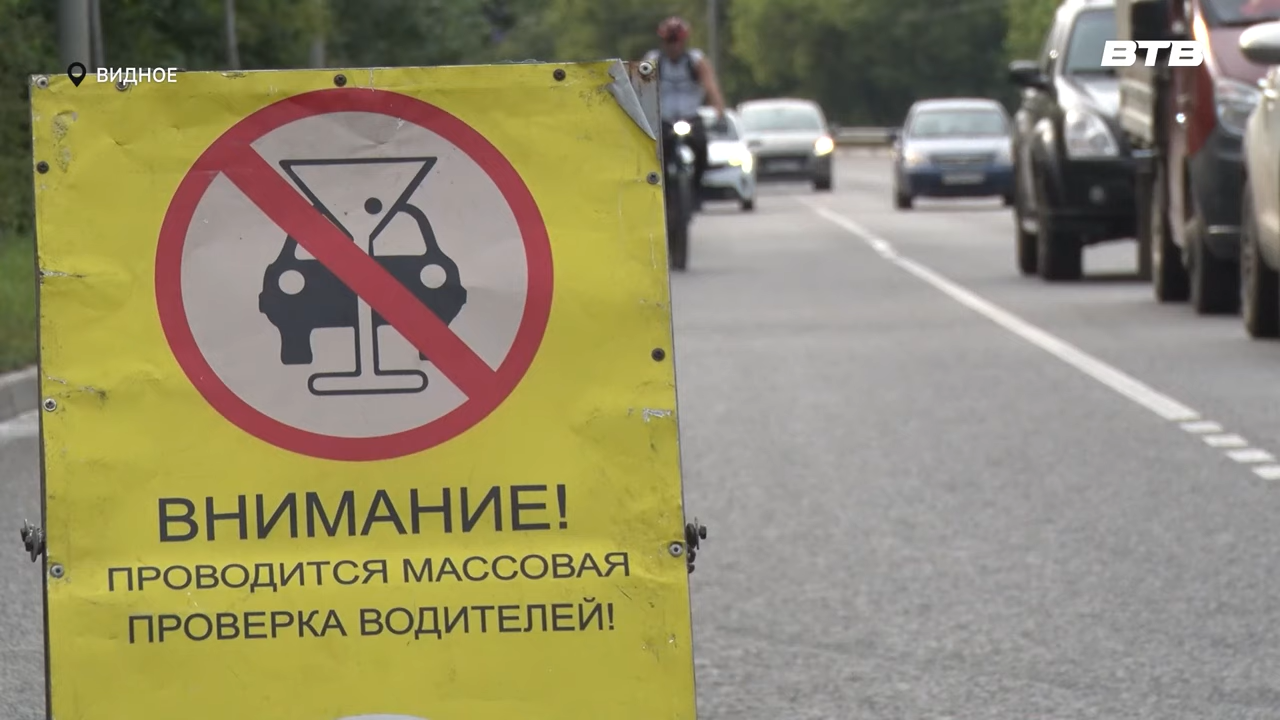 ВИДНОЕ
ВТВ
ВНИМАНИЕ!
ПРОВОДИТСЯ МАССОВАЯ
ПРОВЕРКА ВОДИТЕЛЕЙ!